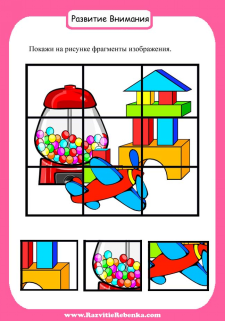 Развитие Внимания
Покажи на рисунке фрагменты изображения.
www.RazvitieRebenka.com